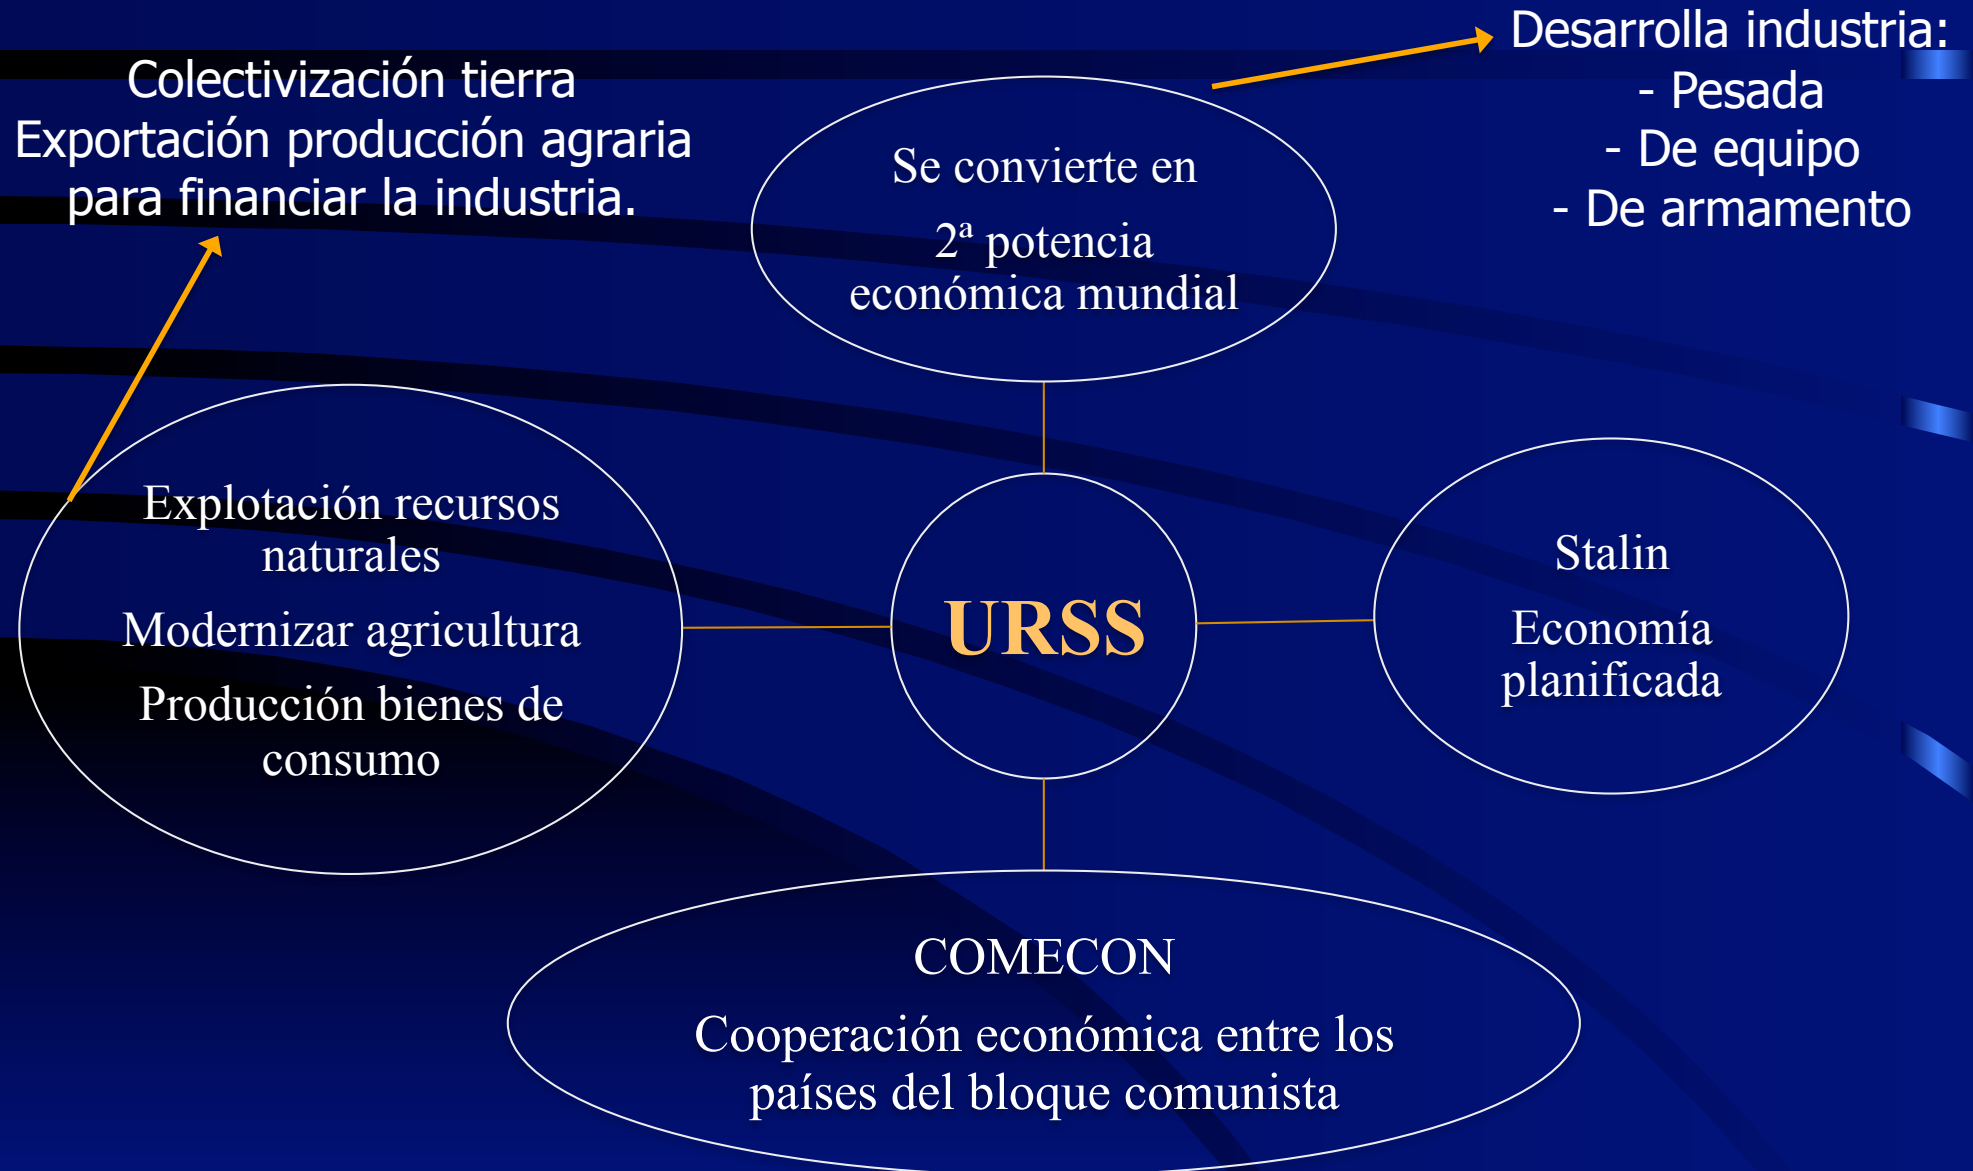 Colectivización tierra
Exportación producción agraria
para financiar la industria.
Desarrolla industria:
- Pesada
- De equipo
- De armamento
Se convierte en
2ª potencia
económica mundial
Explotación recursos
naturales
Modernizar agricultura
Producción bienes de
consumo
URSS
Stalin
Economía
planificada
COMECON
Cooperación económica entre los
países del bloque comunista